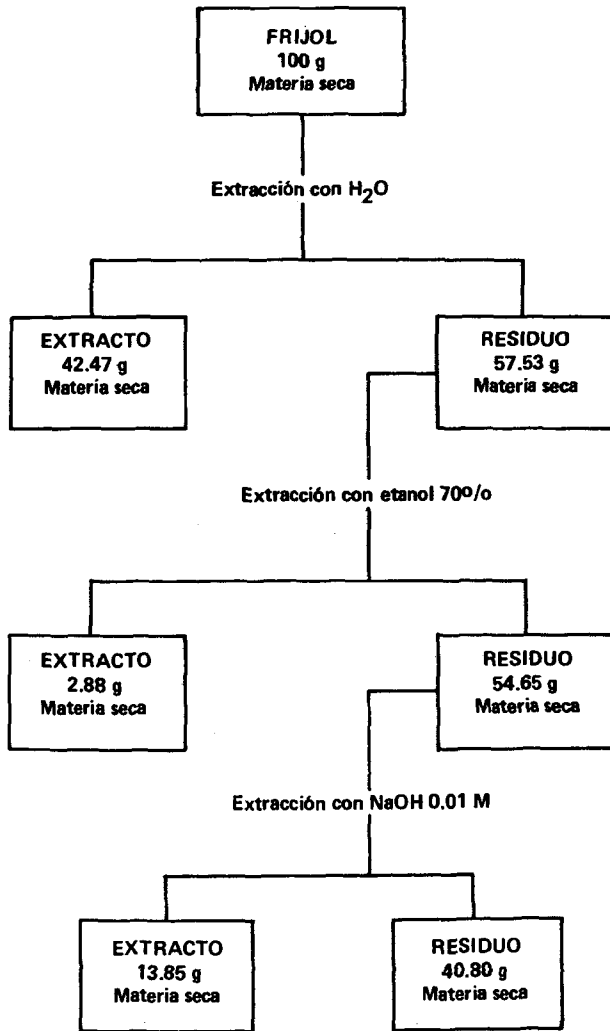 FRIJOL
100 g
Materia seca
Extracción con H₂O
EXTRACTO
42.47 g
Materia seca
RESIDUO
57.53 g
Materia seca
Extracción con etanol 70º/o
EXTRACTO
2.88 g
Materia seca
RESIDUO
54.65 g
Materia seca
Extracción con NaOH 0.01 M
EXTRACTO
13.85 g
Materia seca
RESIDUO
40.80 g
Materia seca